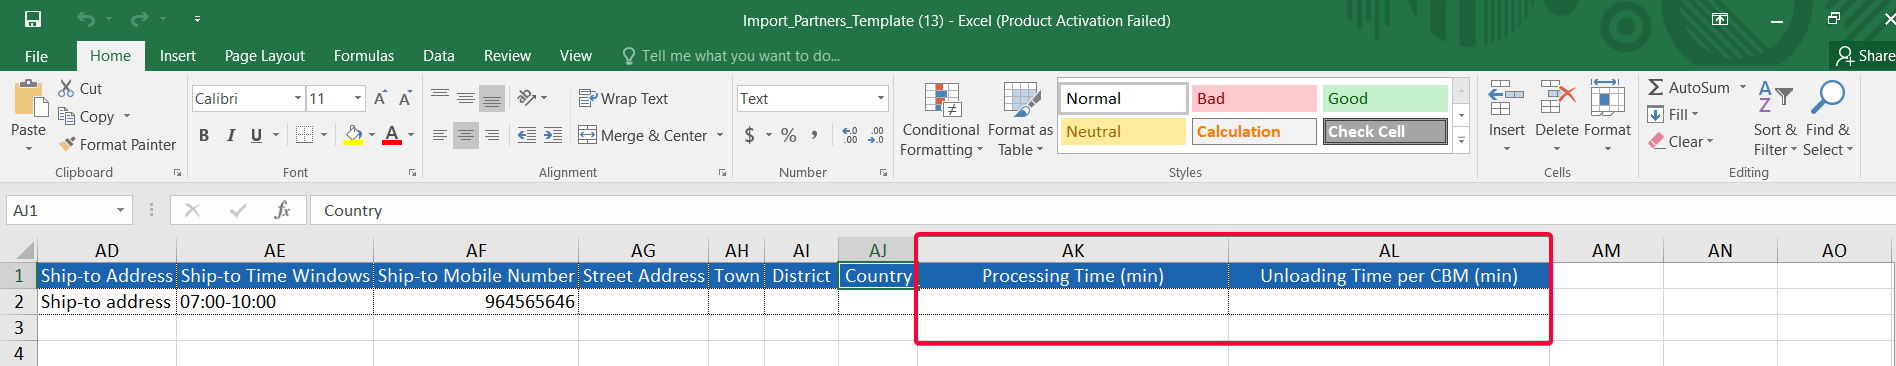 Import_Partners_Template (13) - Excel (Product Activation Failed)
File Home Insert Page Layout Formulas Data Review View Tell me what you want to do... Share
Cut
Copy
Format Painter
Paste
Clipboard
Calibri 11
B I U A
Font
Wrap Text
Merge & Center
Alignment
Text
$ % , .00 .00
Number
Conditional Formatting
Format as Table
Normal Bad Good
Neutral Calculation Check Cell
Styles
Insert Delete Format
Cells
AutoSum
Fill
Clear
Sort & Filter
Find & Select
Editing
AJ1 fx Country
AD AE AF AG AH AI AJ AK AL AM AN AO
1 Ship-to Address Ship-to Time Windows Ship-to Mobile Number Street Address Town District Country Processing Time (min) Unloading Time per CBM (min)
2 Ship-to address 07:00-10:00 964565646
3
4